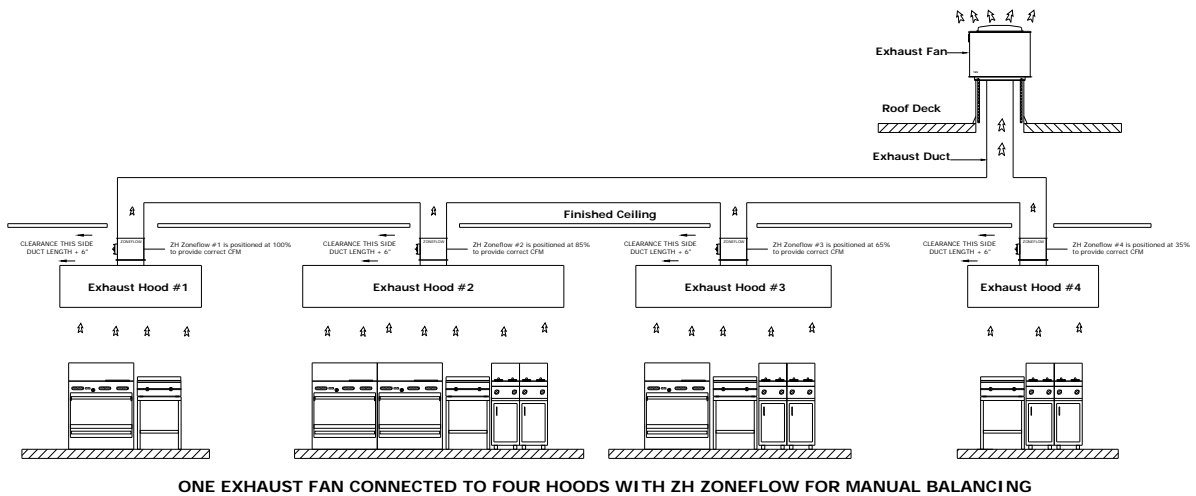 Exhaust Fan
Roof Deck
Exhaust Duct
Finished Ceiling
CLEARANCE THIS SIDE
DUCT LENGTH + 6"
ZONEFLOW
ZH Zoneflow #1 is positioned at 100%
to provide correct CFM
CLEARANCE THIS SIDE
DUCT LENGTH + 6"
ZONEFLOW
ZH Zoneflow #2 is positioned at 85%
to provide correct CFM
CLEARANCE THIS SIDE
DUCT LENGTH + 6"
ZONEFLOW
ZH Zoneflow #3 is positioned at 65%
to provide correct CFM
CLEARANCE THIS SIDE
DUCT LENGTH + 6"
ZONEFLOW
ZH Zoneflow #4 is positioned at 35%
to provide correct CFM
Exhaust Hood #1
Exhaust Hood #2
Exhaust Hood #3
Exhaust Hood #4
ONE EXHAUST FAN CONNECTED TO FOUR HOODS WITH ZH ZONEFLOW FOR MANUAL BALANCING